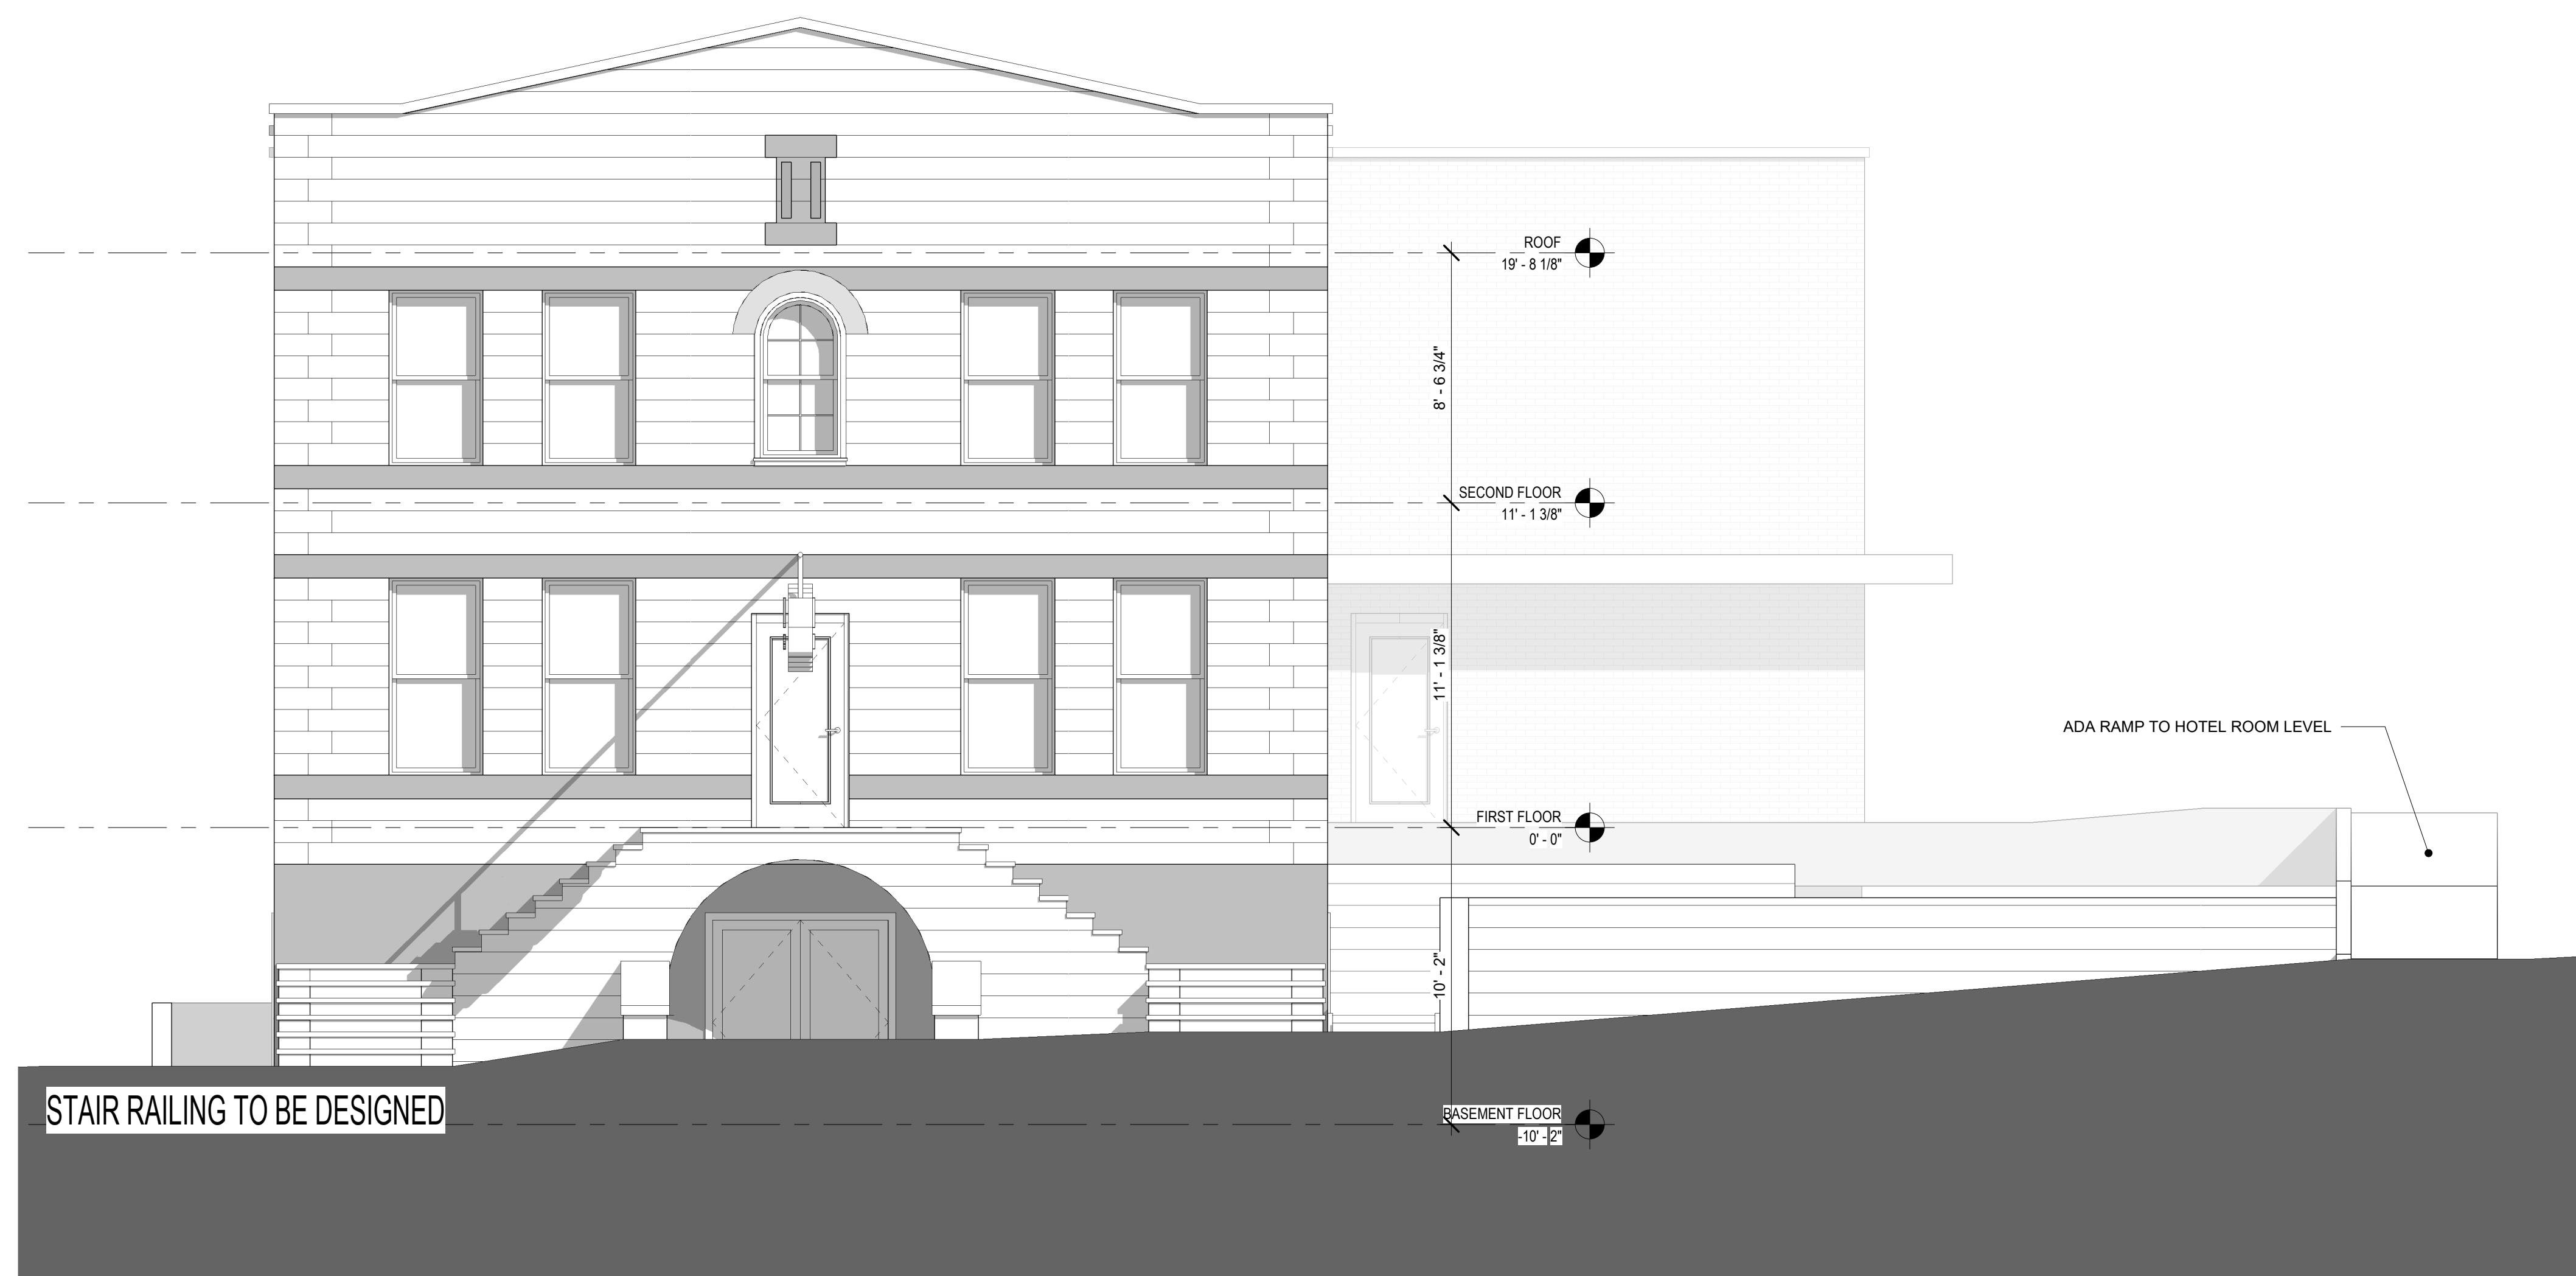 ROOF
19' - 8 1/8"
8' - 6 3/4"
SECOND FLOOR
11' - 1 3/8"
11' - 1 3/8"
ADA RAMP TO HOTEL ROOM LEVEL
FIRST FLOOR
0' - 0"
10' - 2"
STAIR RAILING TO BE DESIGNED
BASEMENT FLOOR
-10' - 2"